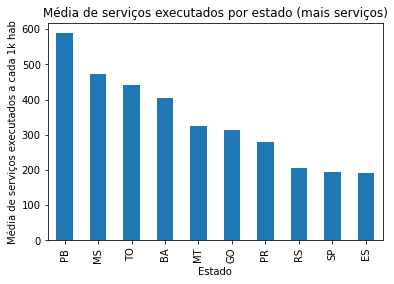 Média de serviços executados por estado (mais serviços)
Média de serviços executados a cada 1k hab
600
500
400
300
200
100
0
PB
MS
TO
BA
MT
GO
PR
RS
SP
ES
Estado